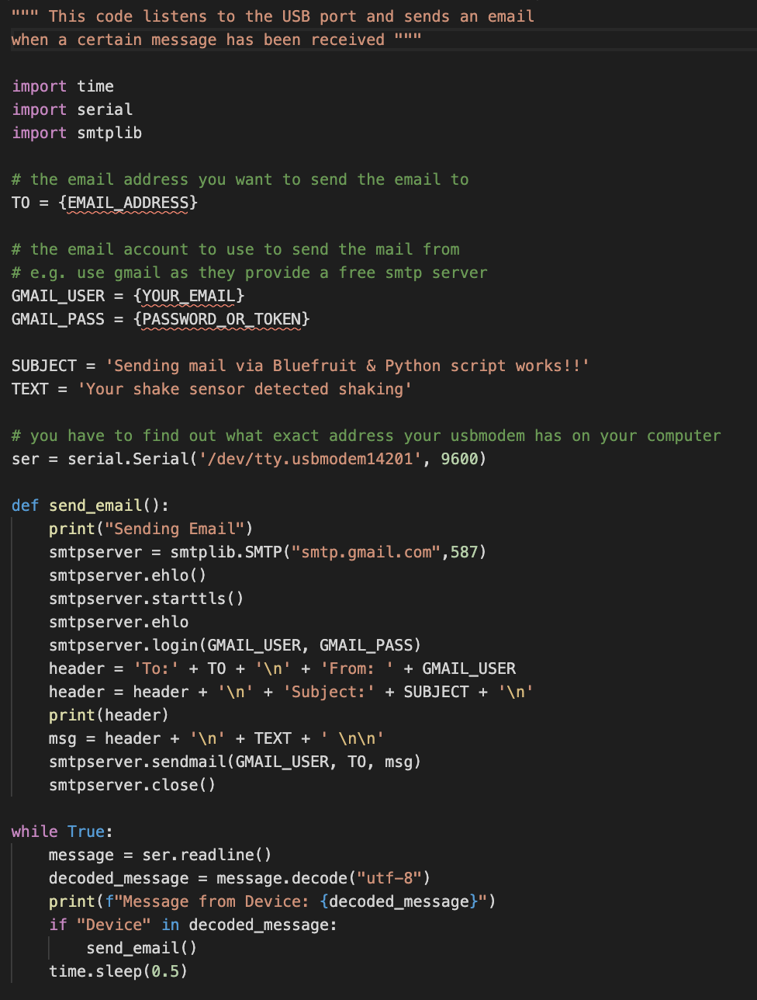 """ This code listens to the USB port and sends an email
when a certain message has been received """
import time
import serial
import smtplib
# the email address you want to send the email to
TO = {EMAIL_ADDRESS}
# the email account to use to send the mail from
# e.g. use gmail as they provide a free smtp server
GMAIL_USER = {YOUR_EMAIL}
GMAIL_PASS = {PASSWORD_OR_TOKEN}
SUBJECT = 'Sending mail via Bluefruit & Python script works!!'
TEXT = 'Your shake sensor detected shaking'
# you have to find out what exact address your usbmodem has on your computer
ser = serial.Serial('/dev/tty.usbmodem14201', 9600)
def send_email():
    print("Sending Email")
    smtpserver = smtplib.SMTP("smtp.gmail.com",587)
    smtpserver.ehlo()
    smtpserver.starttls()
    smtpserver.ehlo
    smtpserver.login(GMAIL_USER, GMAIL_PASS)
    header = 'To:' + TO + '\n' + 'From: ' + GMAIL_USER
    header = header + '\n' + 'Subject:' + SUBJECT + '\n'
    print(header)
    msg = header + '\n' + TEXT + ' \n\n'
    smtpserver.sendmail(GMAIL_USER, TO, msg)
    smtpserver.close()
while True:
    message = ser.readline()
    decoded_message = message.decode("utf-8")
    print(f"Message from Device: {decoded_message}")
    if "Device" in decoded_message:
        send_email()
    time.sleep(0.5)